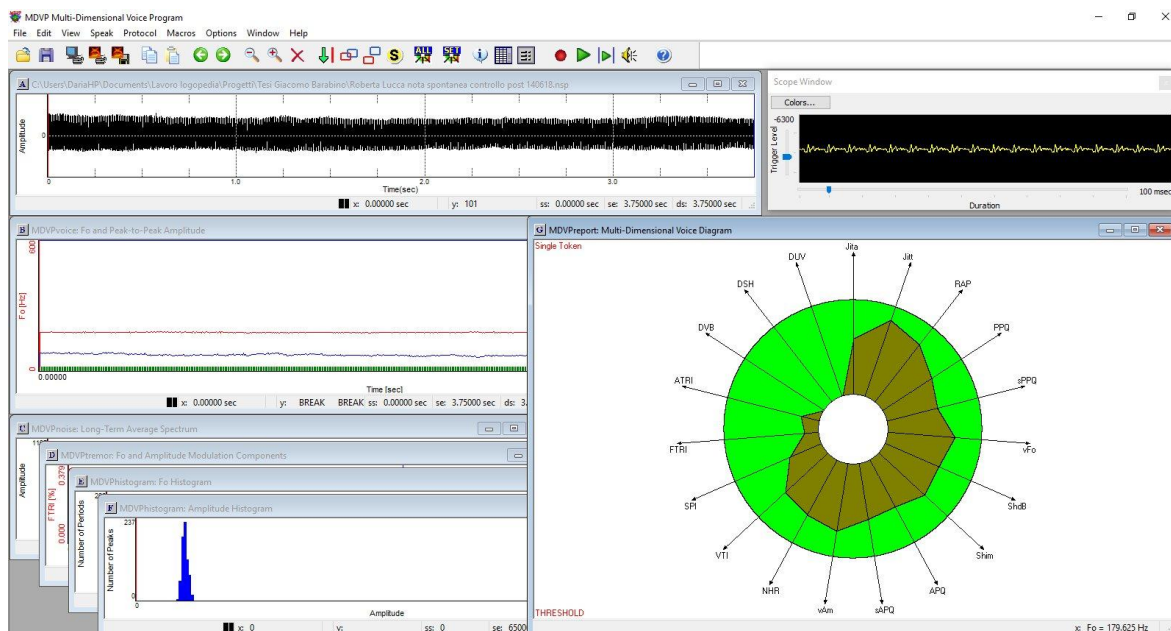 MDVP Multi-Dimensional Voice Program
File Edit View Speak Protocol Macros Options Window Help
S ALL SET
A C:\Users\DanaHP\Documents\Lavoro logopedia\Progetti\Tesi Giacomo Barabino\Roberta Lucca nota spontanea controllo post 140618.nsp
Amplitude
0
1.0 2.0 3.0
Time(sec)
x: 0.00000 sec y: 101 ss: 0.00000 sec se: 3.75000 sec ds: 3.75000 sec
Scope Window
Colors...
-6300
Trigger Level
100 msec
Duration
B MDVPvoice: Fo and Peak-to-Peak Amplitude
600
Fo [Hz]
0
0.00000
Time [sec]
x: 0.00000 sec y: BREAK BREAK ss: 0.00000 sec se: 3.75000 sec ds: 3.
C MDVPnoise: Long-Term Average Spectrum
Amplitude
D MDVPtremor: Fo and Amplitude Modulation Components
FTRI [%]
0.379
0.000
E MDVPhistogram: Fo Histogram
Number of Periods
0
F MDVPhistogram: Amplitude Histogram
237
Number of Peaks
0
0
Amplitude
x: 0 y: ss: 0 se: 6500
G MDVPreport: Multi-Dimensional Voice Diagram
Single Token
Jita
Jitt
RAP
PPQ
sPPQ
vFo
ShdB
Shim
APQ
sAPQ
vAm
NHR
VTI
SPI
FTRI
ATRI
DVB
DSH
DUV
THRESHOLD
x: Fo = 179.625 Hz